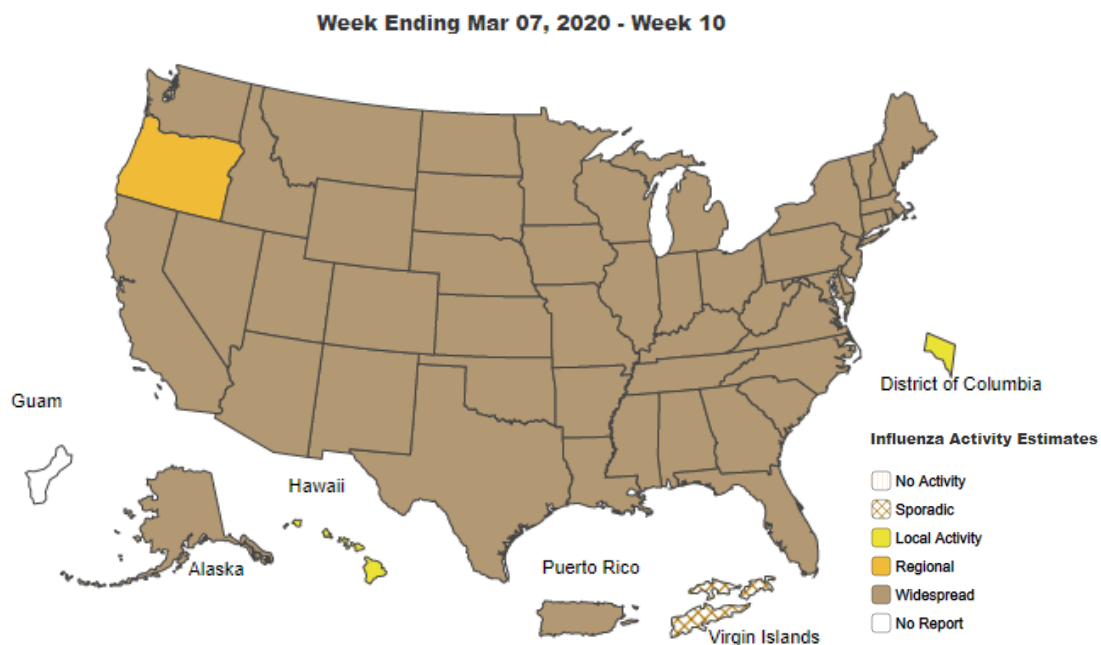 Week Ending Mar 07, 2020 - Week 10
District of Columbia
Guam
Influenza Activity Estimates
No Activity
Hawaii
Sporadic
Local Activity
Alaska
Puerto Rico
Regional
Widespread
No Report
Virgin Islands